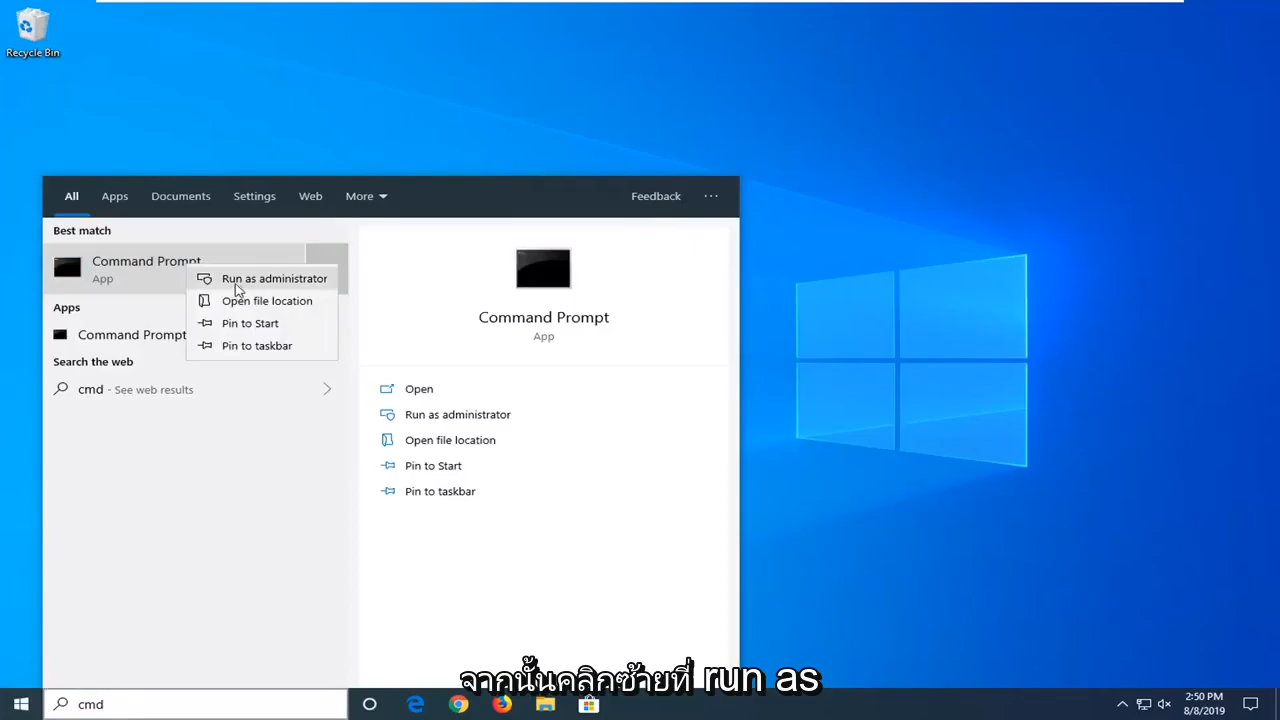 Recycle Bin
All Apps Documents Settings Web More Feedback ...
Best match
Command Prompt
App
Run as administrator
Open file location
Pin to Start
Pin to taskbar
Apps
Command Prompt
Search the web
cmd - See web results
Command Prompt
App
Open
Run as administrator
Open file location
Pin to Start
Pin to taskbar
จากนั้นคลิกซ้ายที่ run as
cmd
2:50 PM
8/8/2019